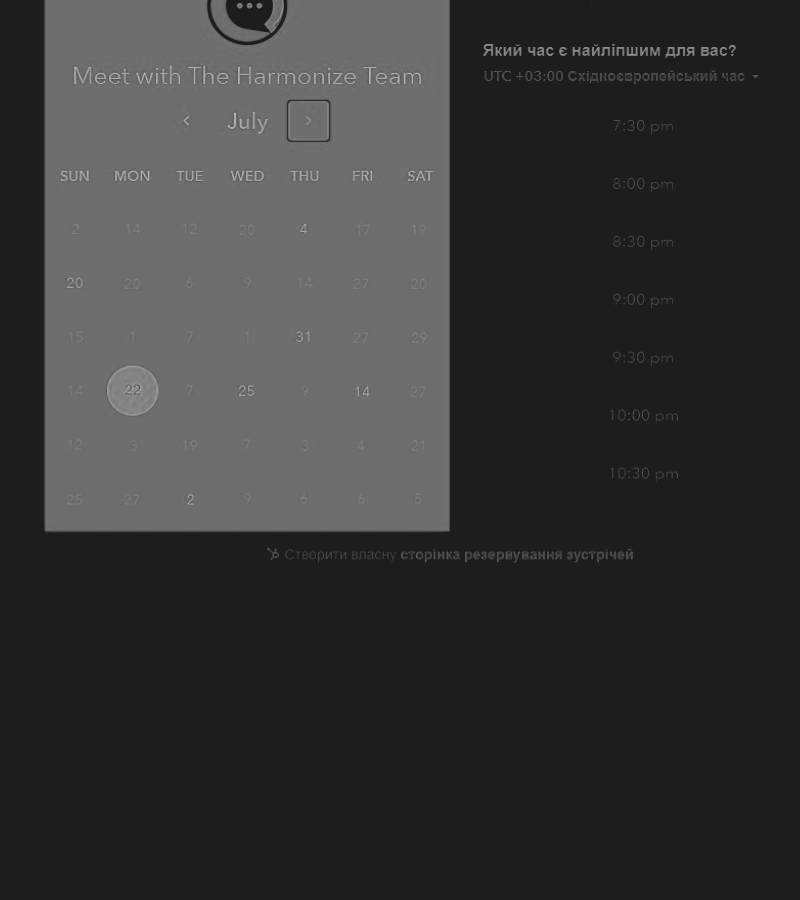 Meet with The Harmonize Team
July
SUN MON TUE WED THU FRI SAT
2 14 12 20 4 17 19
20 20 6 9 14 27 20
15 1 7 1 31 27 29
14 22 7 25 9 14 27
12 3 19 7 3 4 21
25 27 2 9 6 6 5
Який час є найліпшим для вас?
UTC +03:00 Східноєвропейський час
7:30 pm
8:00 pm
8:30 pm
9:00 pm
9:30 pm
10:00 pm
10:30 pm
Створити власну сторінка резервування зустрічей